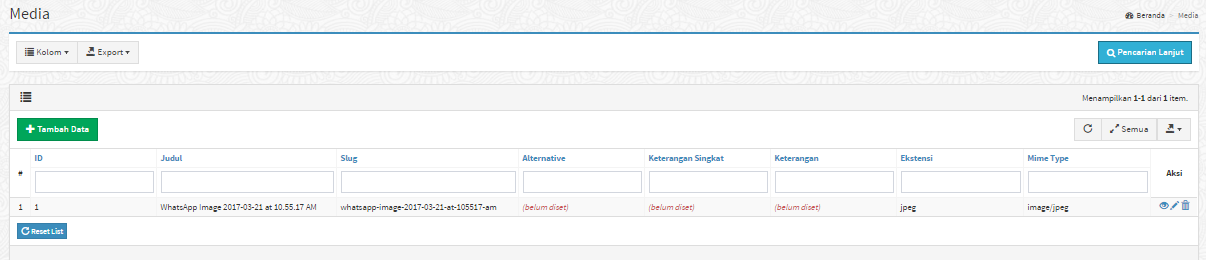 Media
Beranda > Media
Kolom Export
Pencarian Lanjut
Menampilkan 1-1 dari 1 item.
Tambah Data
Semua
# ID Judul Slug Alternative Keterangan Singkat Keterangan Ekstensi Mime Type Aksi
1 1 WhatsApp Image 2017-03-21 at 10.55.17 AM whatsapp-image-2017-03-21-at-105517-am (belum diset) (belum diset) (belum diset) jpeg image/jpeg
Reset List